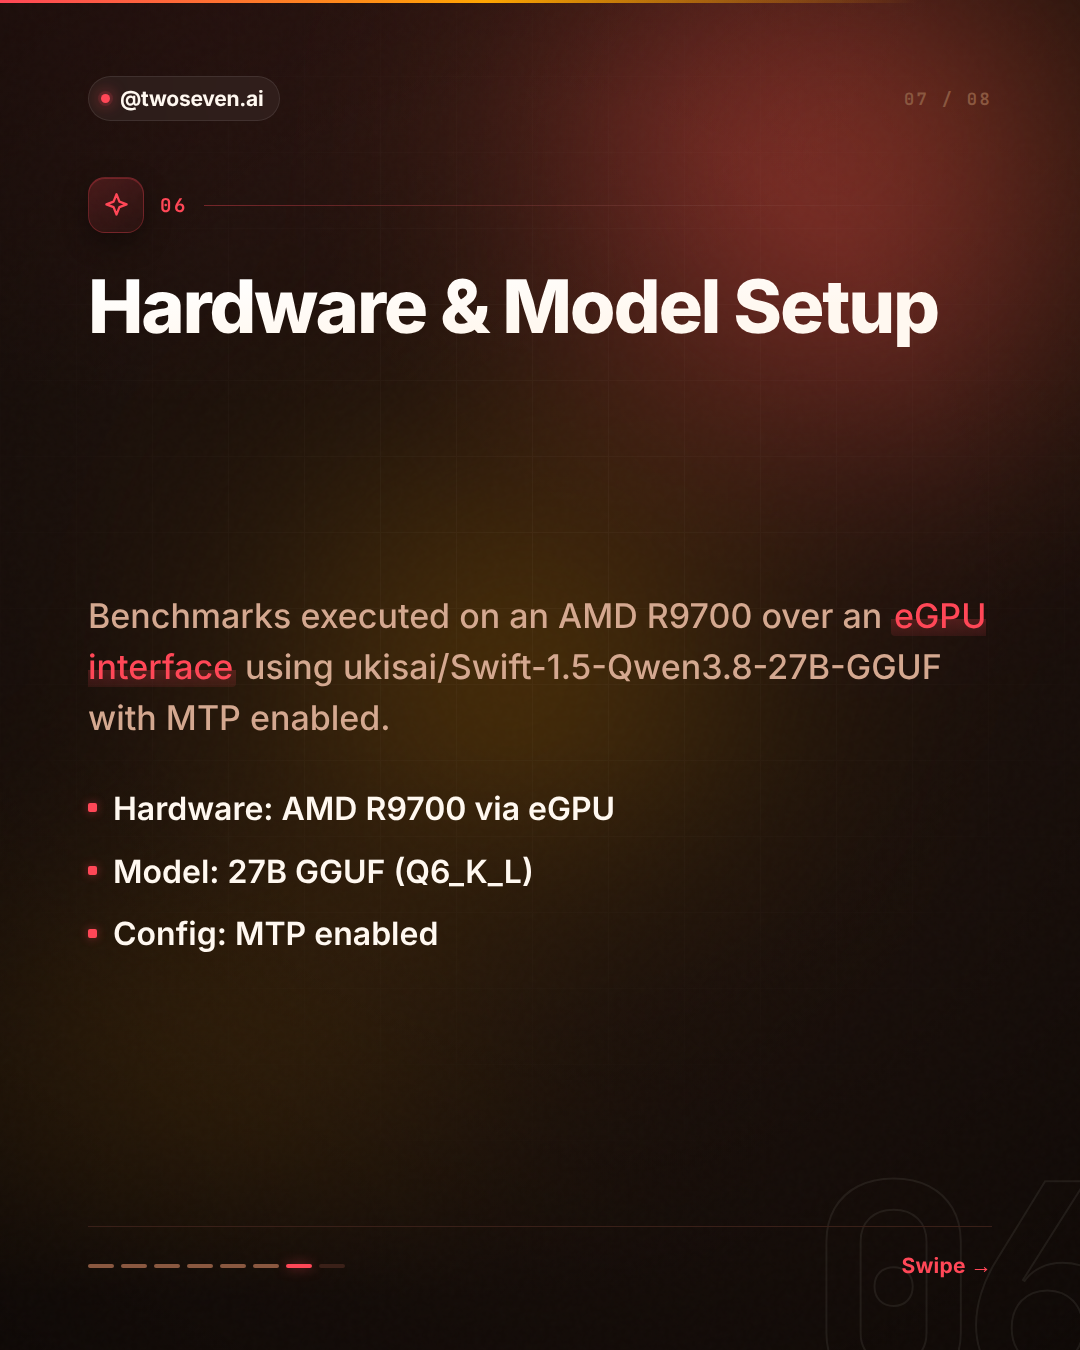 @twoseven.ai
07 / 08
06
Hardware & Model Setup
Benchmarks executed on an AMD R9700 over an eGPU
interface using ukisai/Swift-1.5-Qwen3.8-27B-GGUF
with MTP enabled.
Hardware: AMD R9700 via eGPU
Model: 27B GGUF (Q6_K_L)
Config: MTP enabled
Swipe →
06